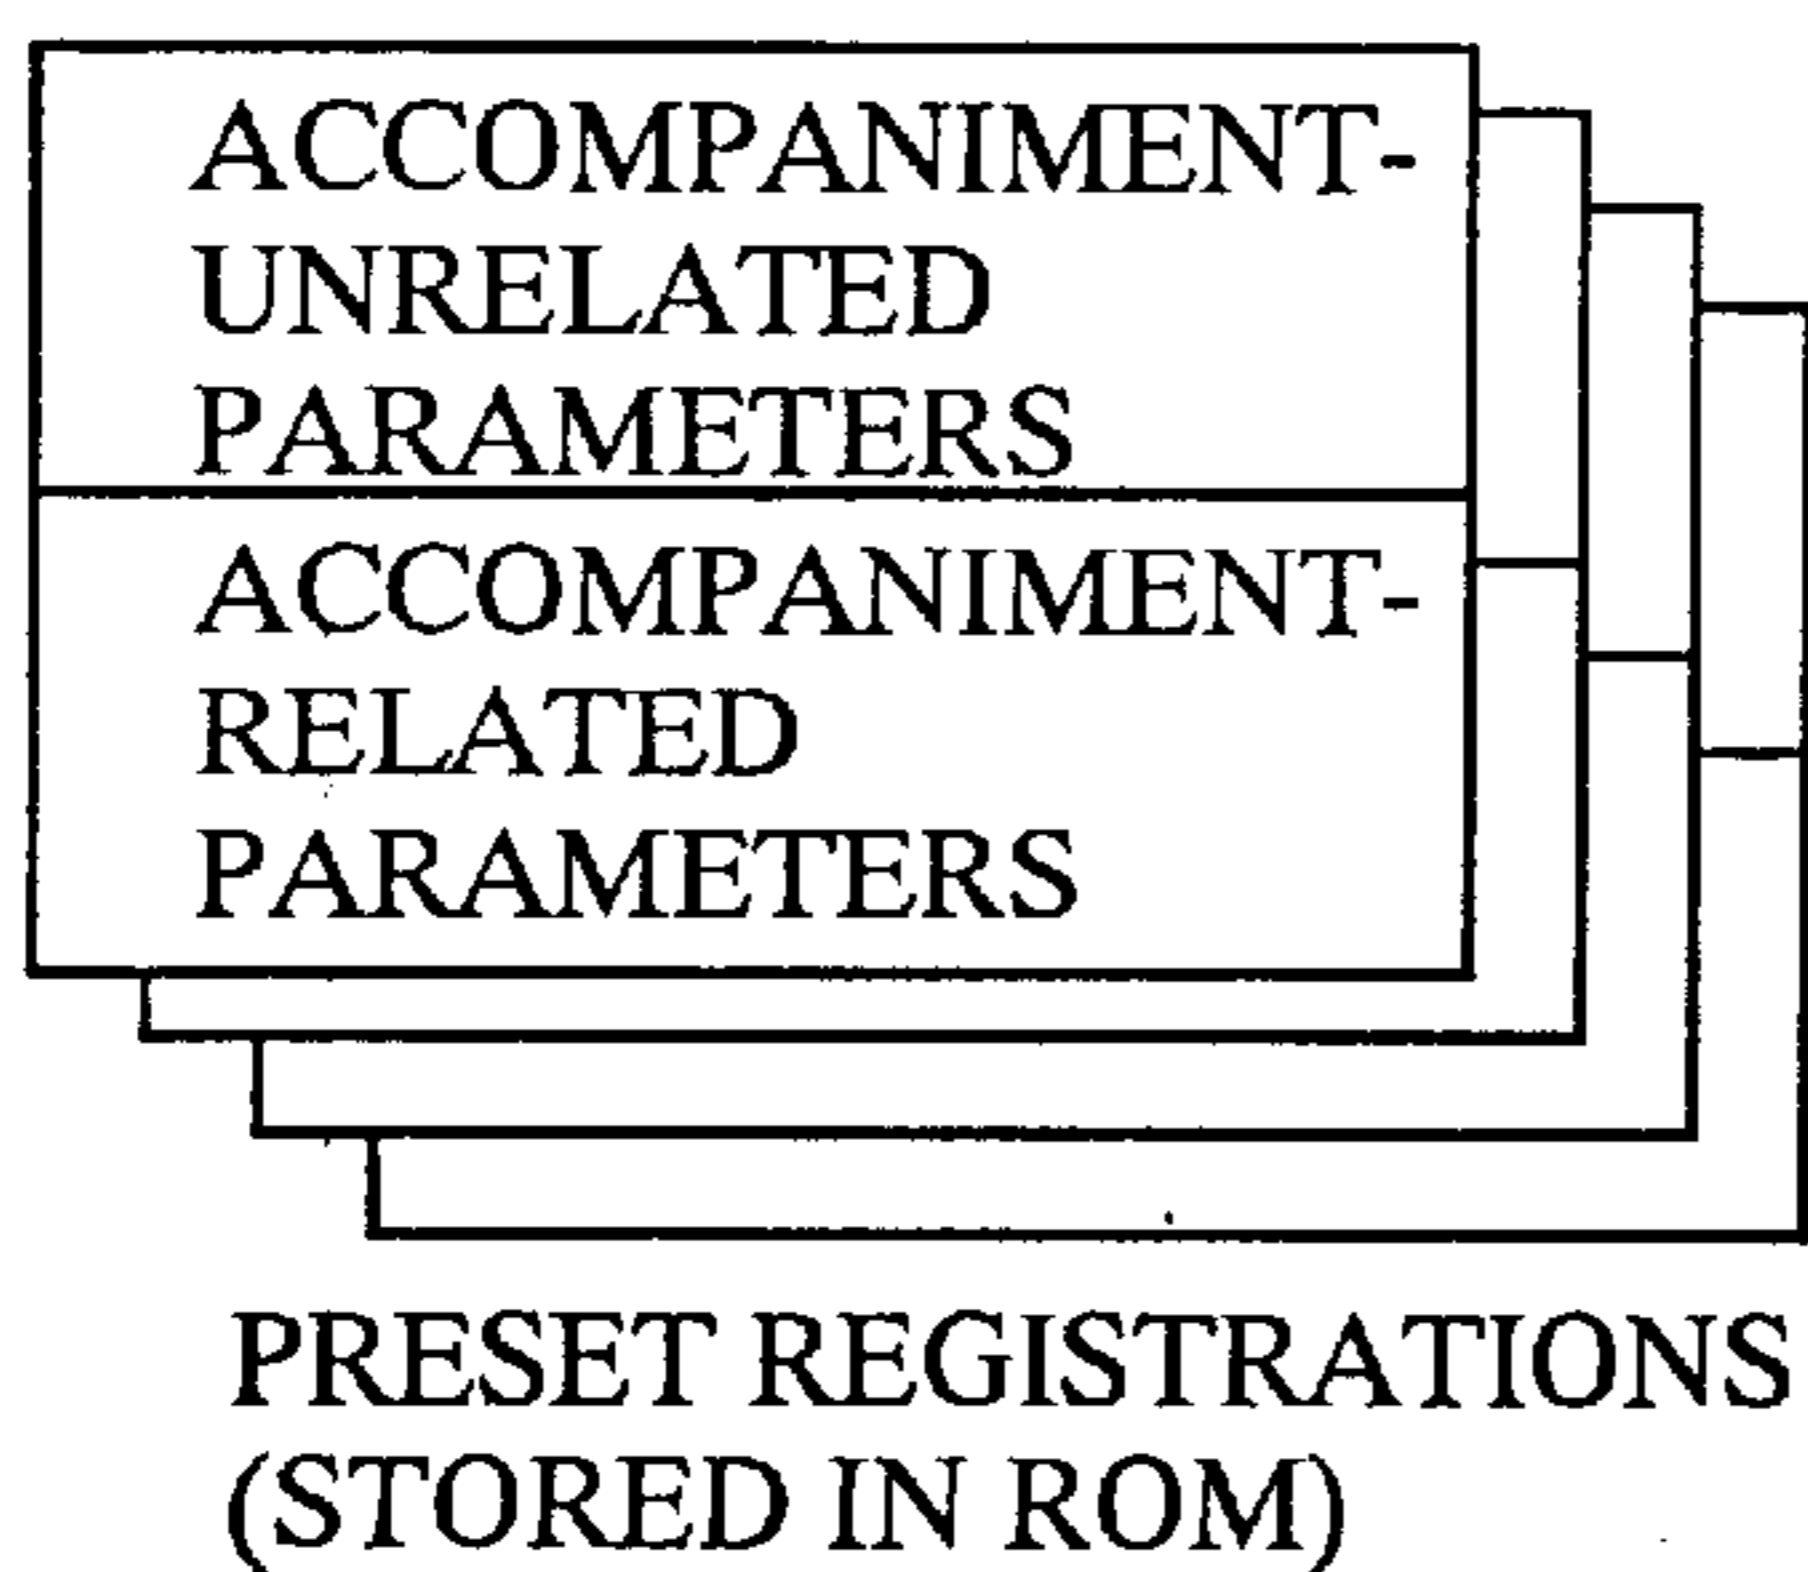 ACCOMPANIMENT-
UNRELATED
PARAMETERS
ACCOMPANIMENT-
RELATED
PARAMETERS
PRESET REGISTRATIONS
(STORED IN ROM)